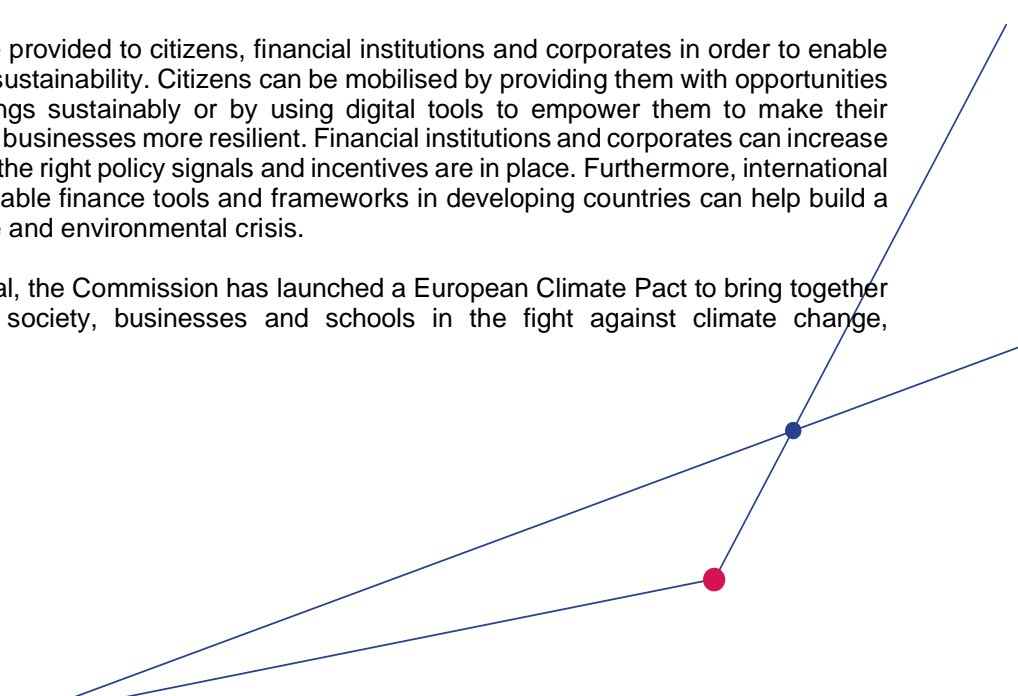 provided to citizens, financial institutions and corporates in order to enable
sustainability. Citizens can be mobilised by providing them with opportunities
sustainably or by using digital tools to empower them to make their
businesses more resilient. Financial institutions and corporates can increase
the right policy signals and incentives are in place. Furthermore, international
finance tools and frameworks in developing countries can help build a
and environmental crisis.
the Commission has launched a European Climate Pact to bring together
society, businesses and schools in the fight against climate change,